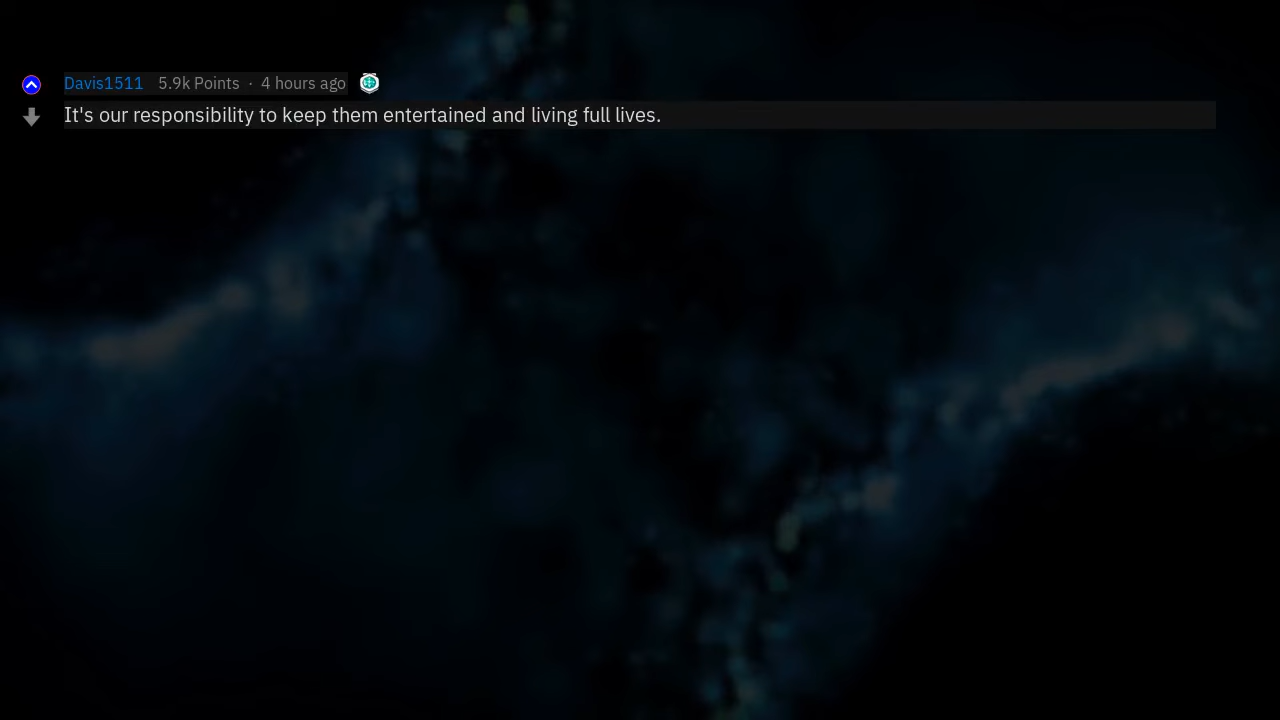 Davis1511 5.9k Points · 4 hours ago
It's our responsibility to keep them entertained and living full lives.